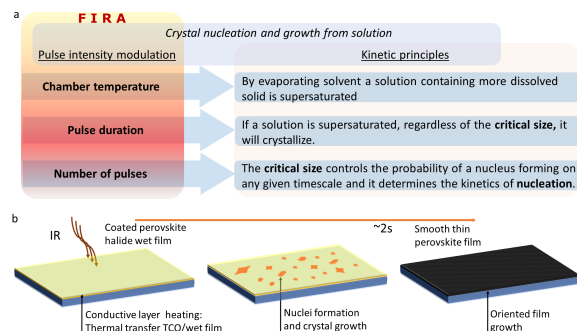 a
F I R A
Crystal nucleation and growth from solution
Pulse intensity modulation
Kinetic principles
Chamber temperature
By evaporating solvent a solution containing more dissolved
solid is supersaturated
Pulse duration
If a solution is supersaturated, regardless of the critical size, it
will crystallize.
Number of pulses
The critical size controls the probability of a nucleus forming on
any given timescale and it determines the kinetics of nucleation.
b
IR
Coated perovskite
halide wet film
~2s
Smooth thin
perovskite film
Conductive layer heating:
Thermal transfer TCO/wet film
Nuclei formation
and crystal growth
Oriented film
growth